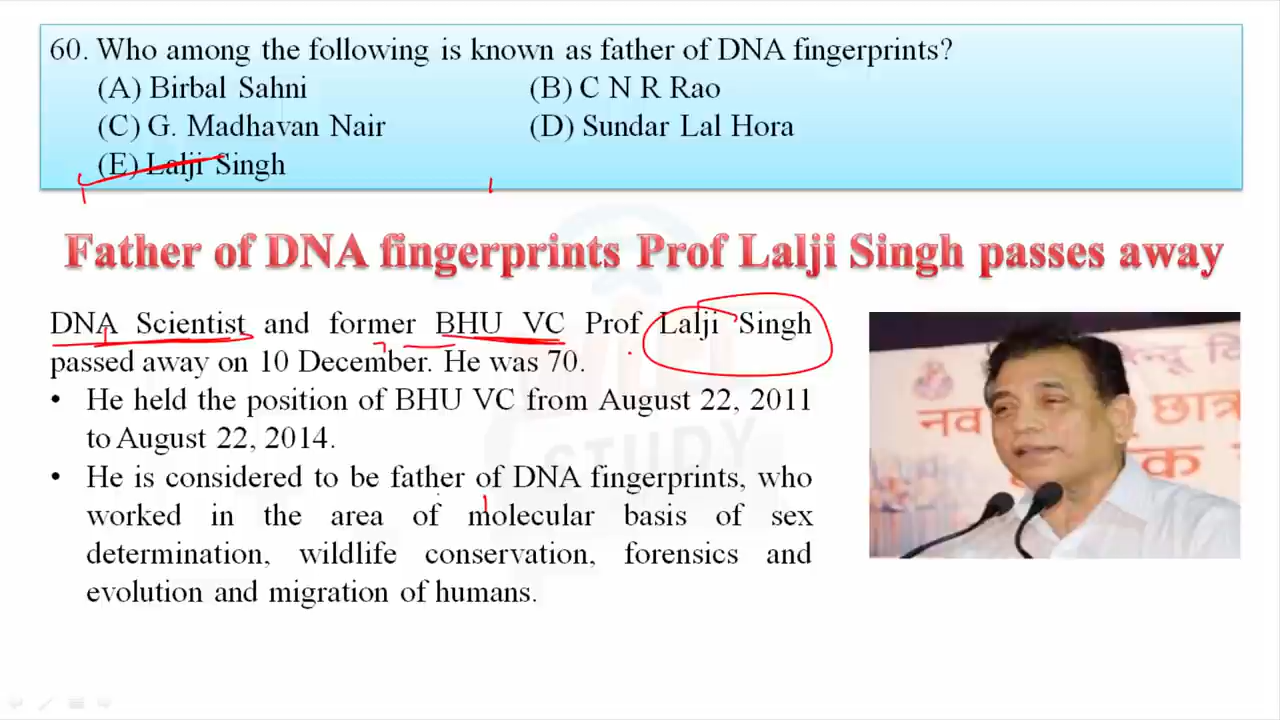 60. Who among the following is known as father of DNA fingerprints?
(A) Birbal Sahni (B) C N R Rao
(C) G. Madhavan Nair (D) Sundar Lal Hora
(E) Lalji Singh
Father of DNA fingerprints Prof Lalji Singh passes away
DNA Scientist and former BHU VC Prof Lalji Singh
passed away on 10 December. He was 70.
• He held the position of BHU VC from August 22, 2011
to August 22, 2014.
• He is considered to be father of DNA fingerprints, who
worked in the area of molecular basis of sex
determination, wildlife conservation, forensics and
evolution and migration of humans.
STUDY
नव
छात्र
क